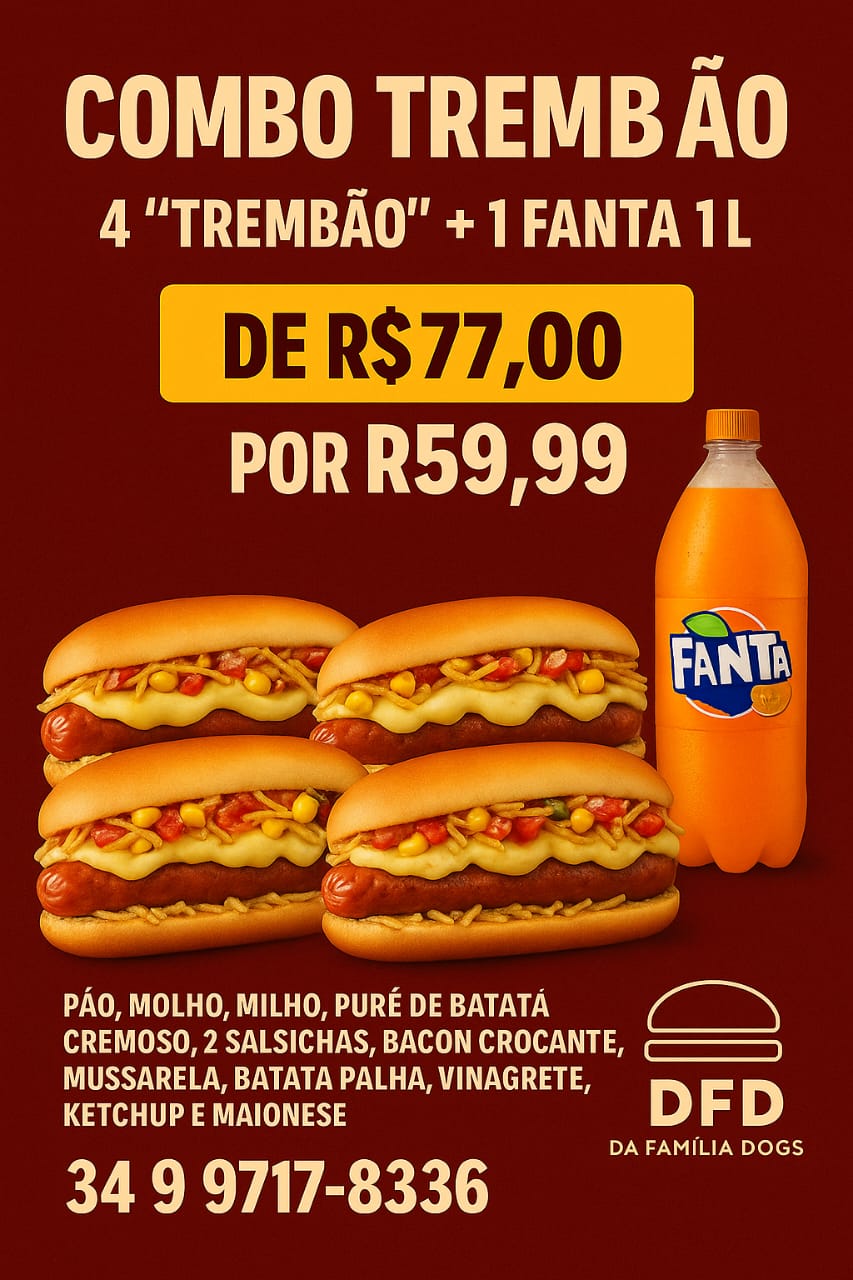 COMBO TREMBÃO
4 “TREMBÃO” + 1 FANTA 1L
DE R$77,00
POR R59,99
FANTA
PÁO, MOLHO, MILHO, PURÉ DE BATATÁ
CREMOSO, 2 SALSICHAS, BACON CROCANTE,
MUSSARELA, BATATA PALHA, VINAGRETE,
KETCHUP E MAIONESE
DFD
DA FAMÍLIA DOGS
34 9 9717-8336